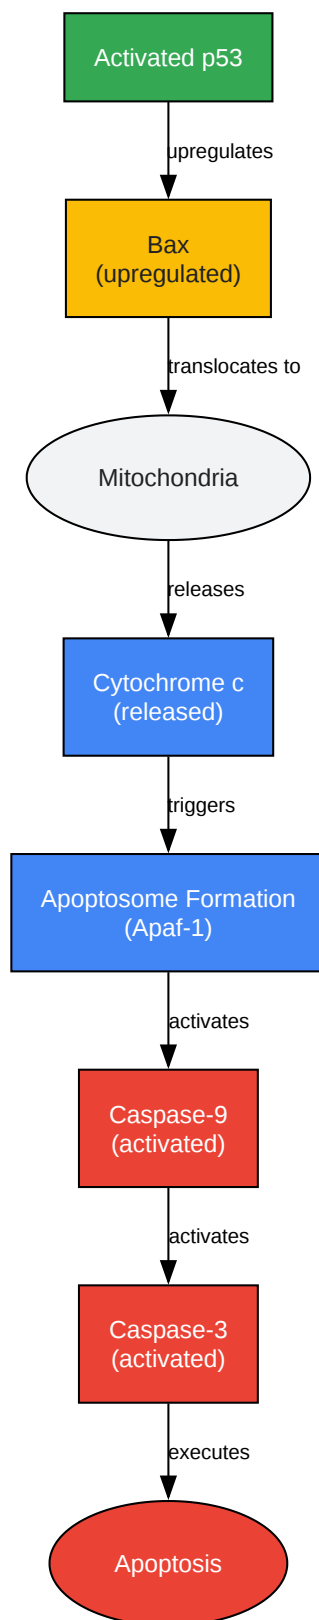 Activated p53
upregulates
Bax
(upregulated)
translocates to
Mitochondria
releases
Cytochrome c
(released)
triggers
Apoptosome Formation
(Apaf-1)
activates
Caspase-9
(activated)
activates
Caspase-3
(activated)
executes
Apoptosis